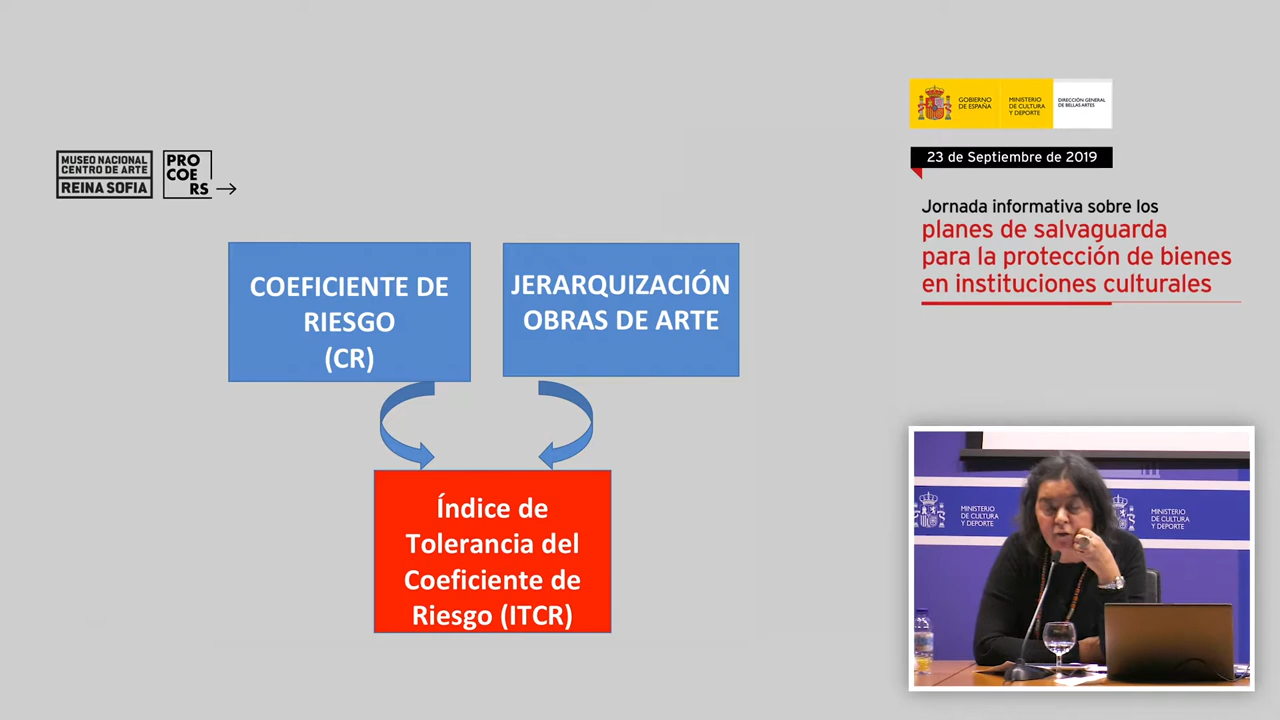 MUSEO NACIONAL
CENTRO DE ARTE
REINA SOFIA
PRO
COE
RS
COEFICIENTE DE
RIESGO
(CR)
JERARQUIZACIÓN
OBRAS DE ARTE
Índice de
Tolerancia del
Coeficiente de
Riesgo (ITCR)
GOBIERNO
DE ESPAÑA
MINISTERIO
DE CULTURA
Y DEPORTE
DIRECCIÓN GENERAL
DE BELLAS ARTES
23 de Septiembre de 2019
Jornada informativa sobre los
planes de salvaguarda
para la protección de bienes
en instituciones culturales
MINISTERIO
DE CULTURA
Y DEPORTE
MINISTERIO
DE CULTURA
Y DEPORTE